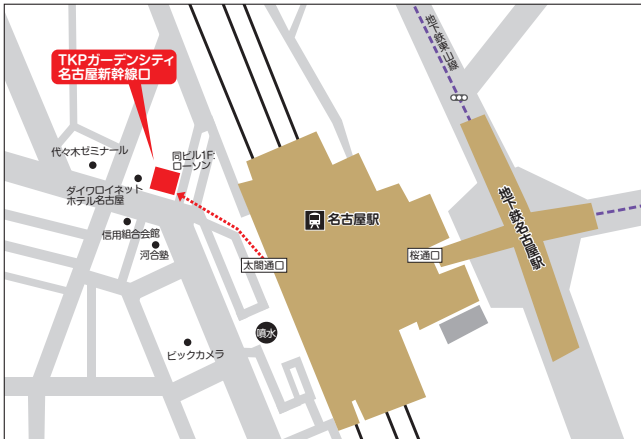 TKPガーデンシティ
名古屋新幹線口
地下鉄東山線
代々木ゼミナール
同ビル1F:
ローソン
ダイワロイネット
ホテル名古屋
信用組合会館
河合塾
名古屋駅
地下鉄名古屋駅
桜通口
太閤通口
噴水
ビックカメラ